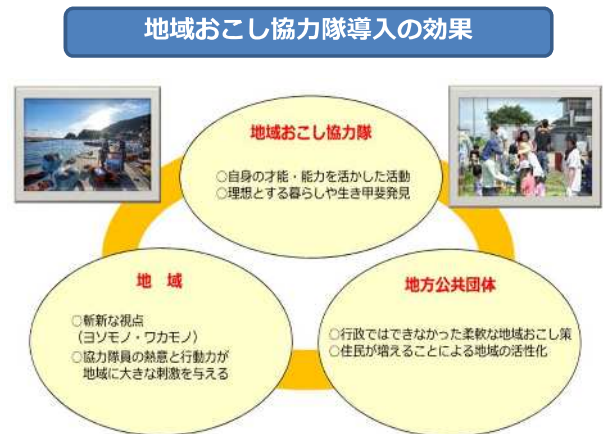 地域おこし協力隊導入の効果
地域おこし協力隊
○自身の才能・能力を活かした活動
○理想とする暮らしや生き甲斐発見
地　域
○斬新な視点
（ヨソモノ・ワカモノ）
○協力隊員の熱意と行動力が
地域に大きな刺激を与える
地方公共団体
○行政ではできなかった柔軟な地域おこし策
○住民が増えることによる地域の活性化